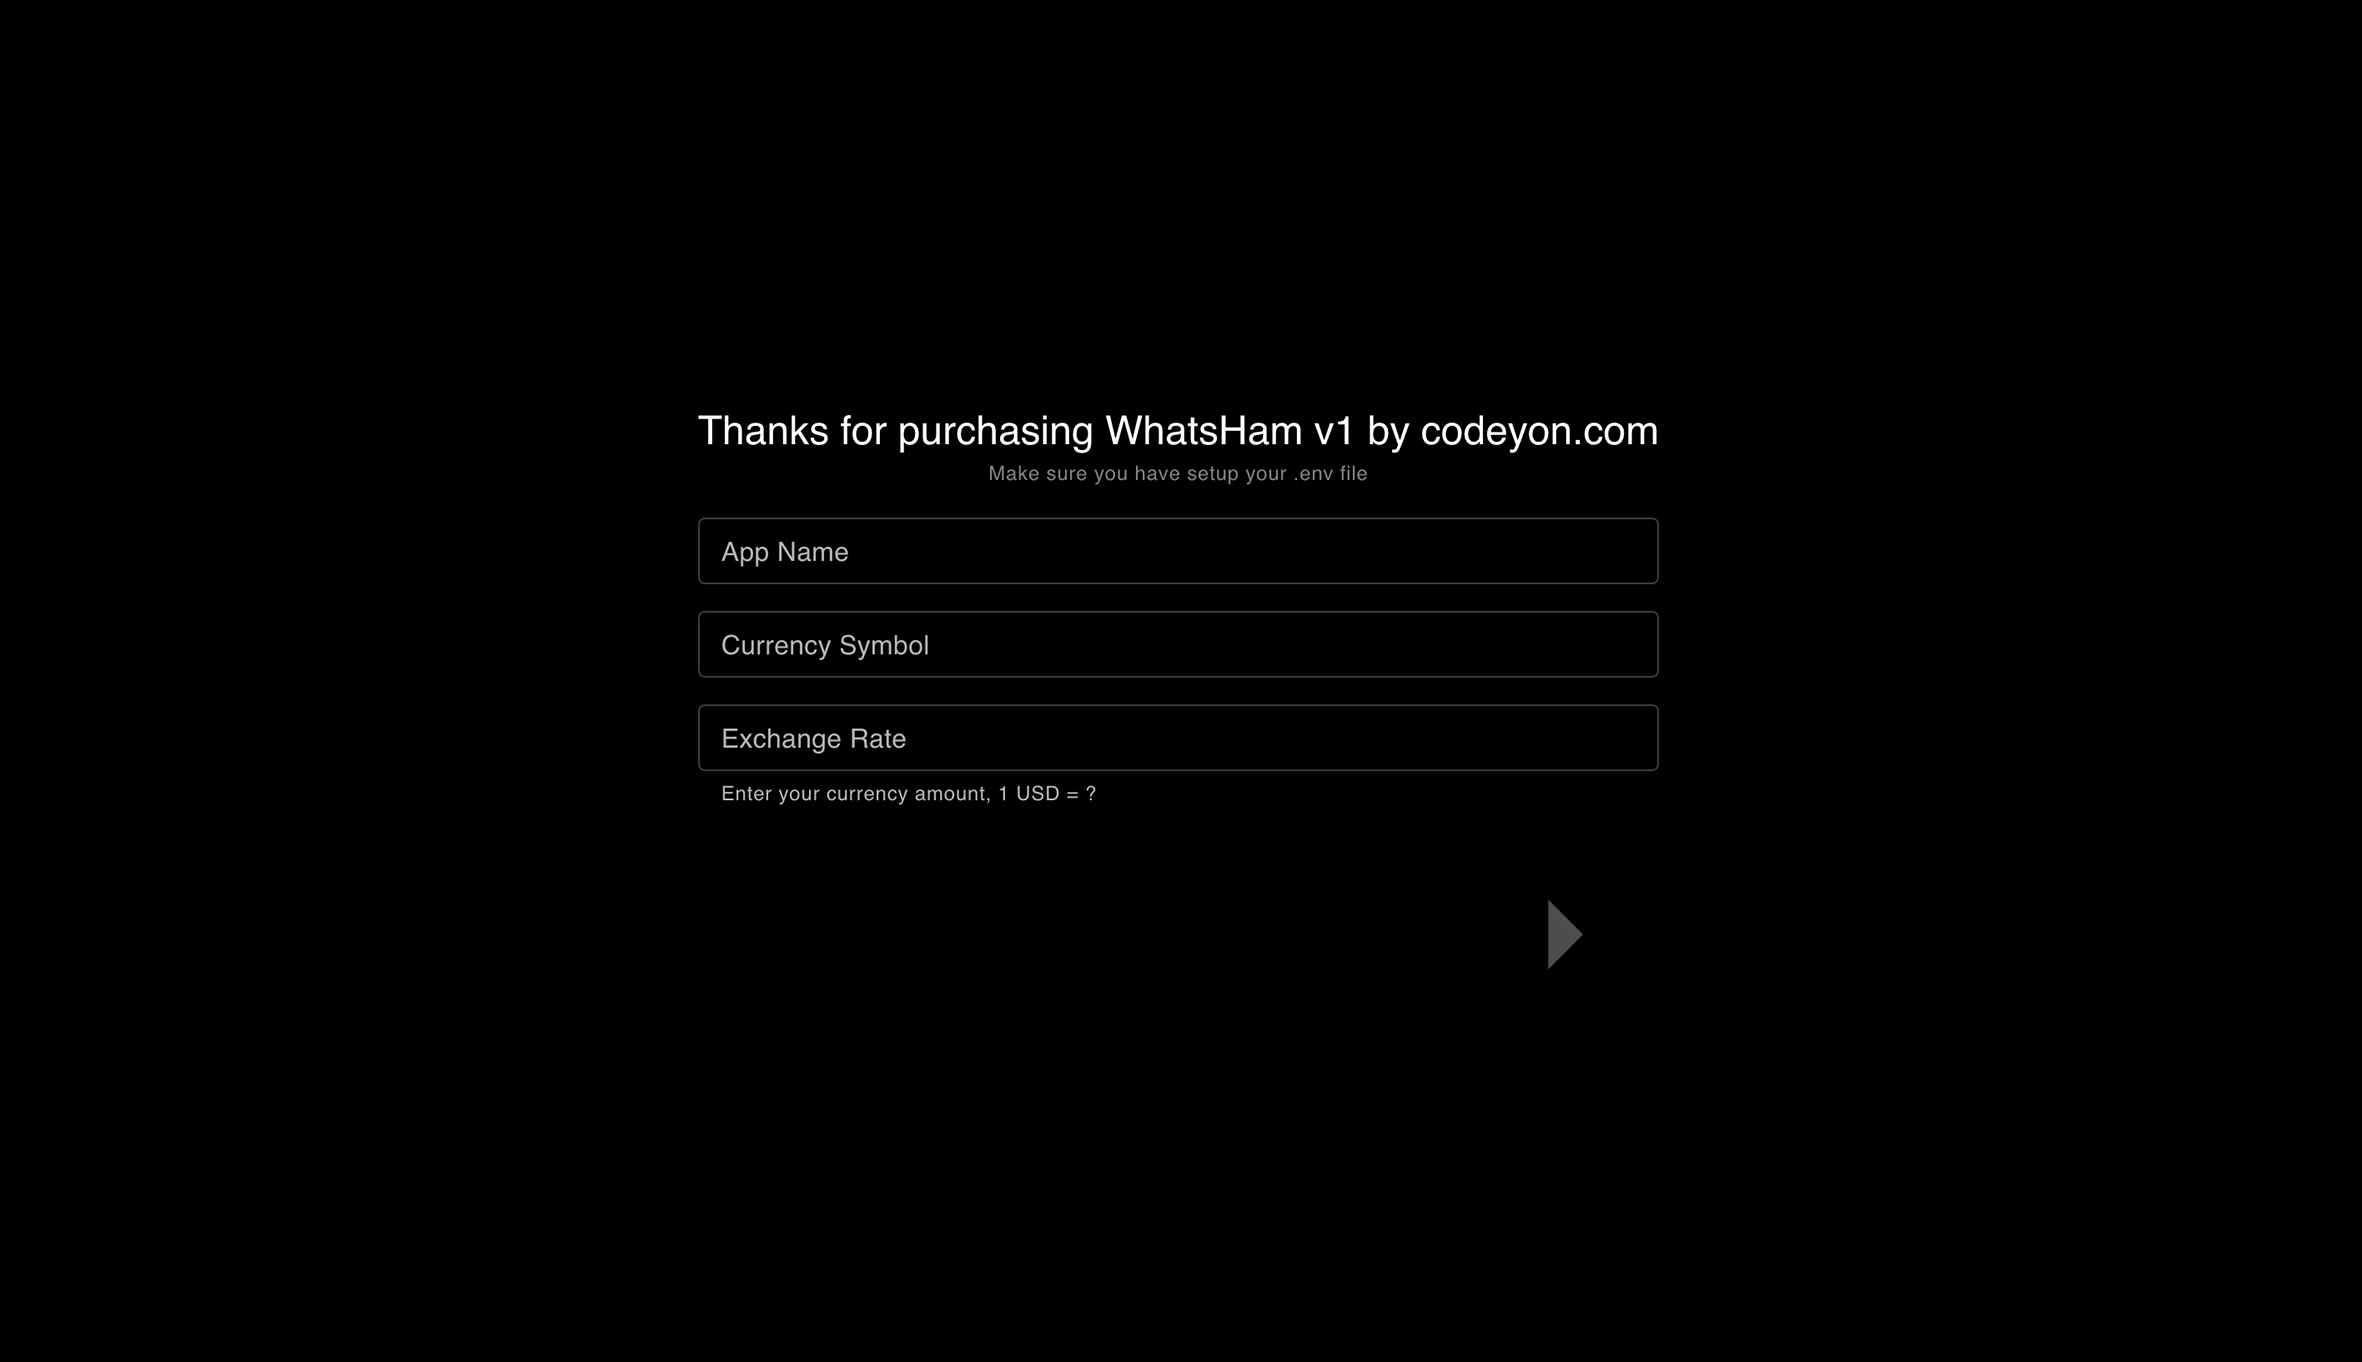 Thanks for purchasing WhatsHam v1 by codeyon.com
Make sure you have setup your .env file
App Name
Currency Symbol
Exchange Rate
Enter your currency amount, 1 USD = ?